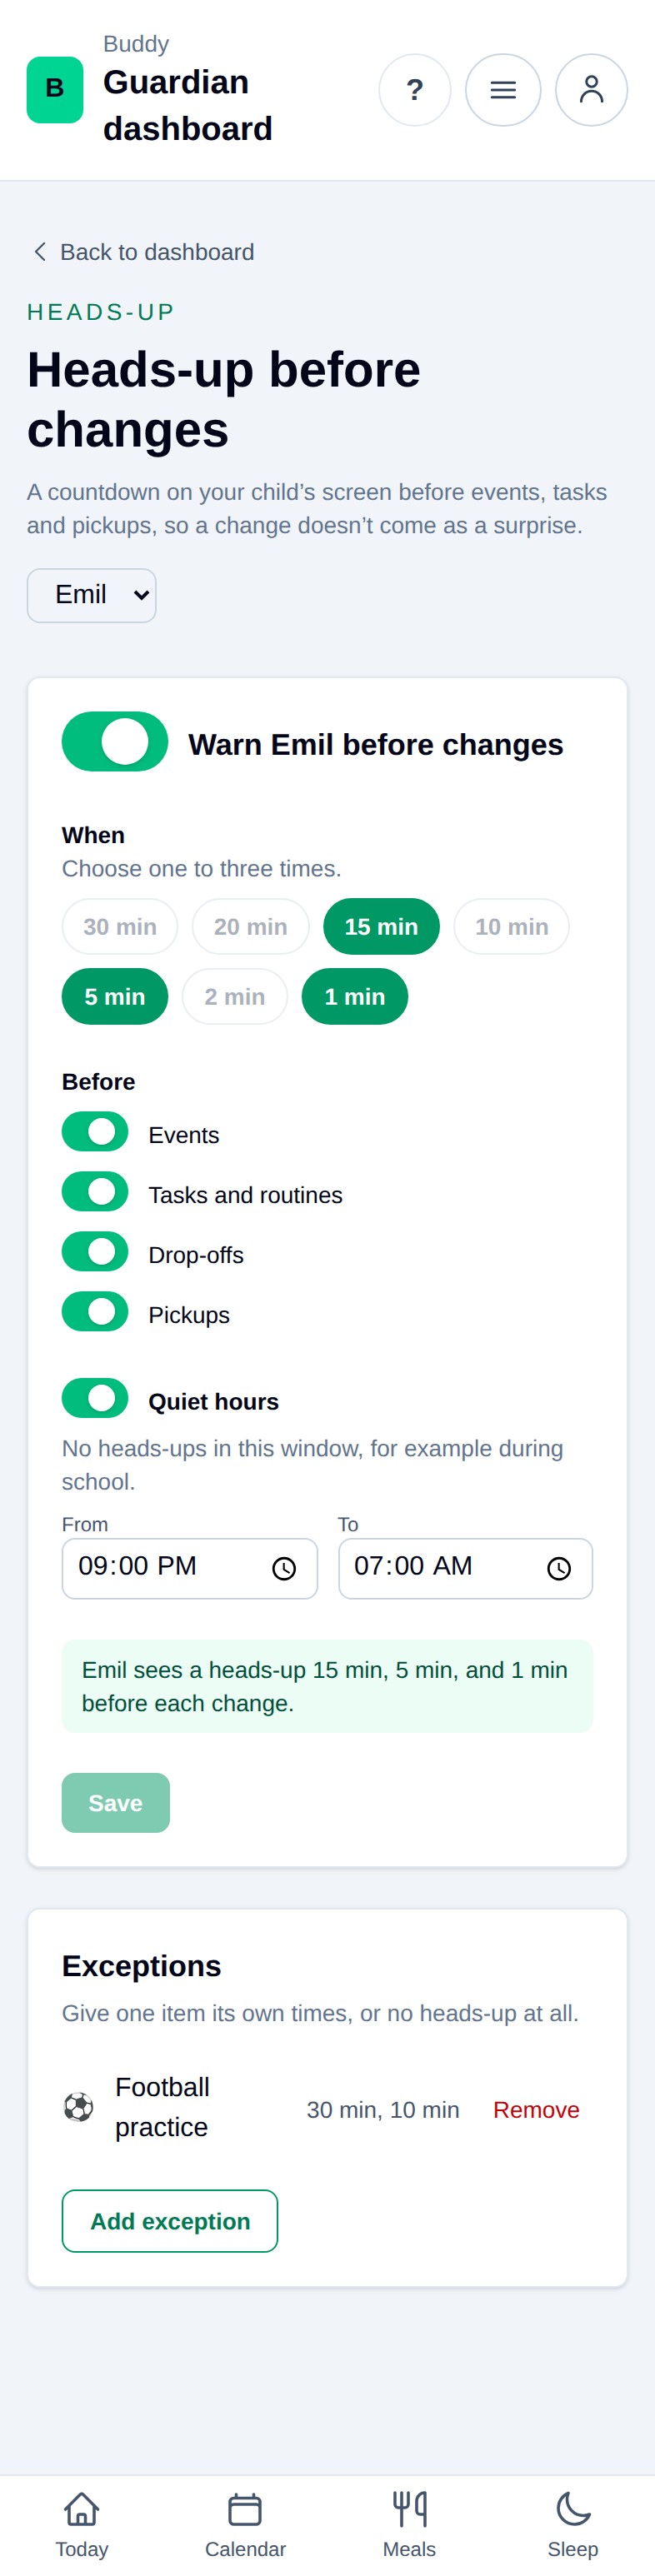 B
Buddy
Guardian
dashboard
?
Back to dashboard
HEADS-UP
Heads-up before
changes
A countdown on your child’s screen before events, tasks
and pickups, so a change doesn’t come as a surprise.
Emil
Warn Emil before changes
When
Choose one to three times.
30 min 20 min 15 min 10 min
5 min 2 min 1 min
Before
Events
Tasks and routines
Drop-offs
Pickups
Quiet hours
No heads-ups in this window, for example during
school.
From To
09:00 PM 07:00 AM
Emil sees a heads-up 15 min, 5 min, and 1 min
before each change.
Save
Exceptions
Give one item its own times, or no heads-up at all.
Football
practice
30 min, 10 min Remove
Add exception
Today Calendar Meals Sleep